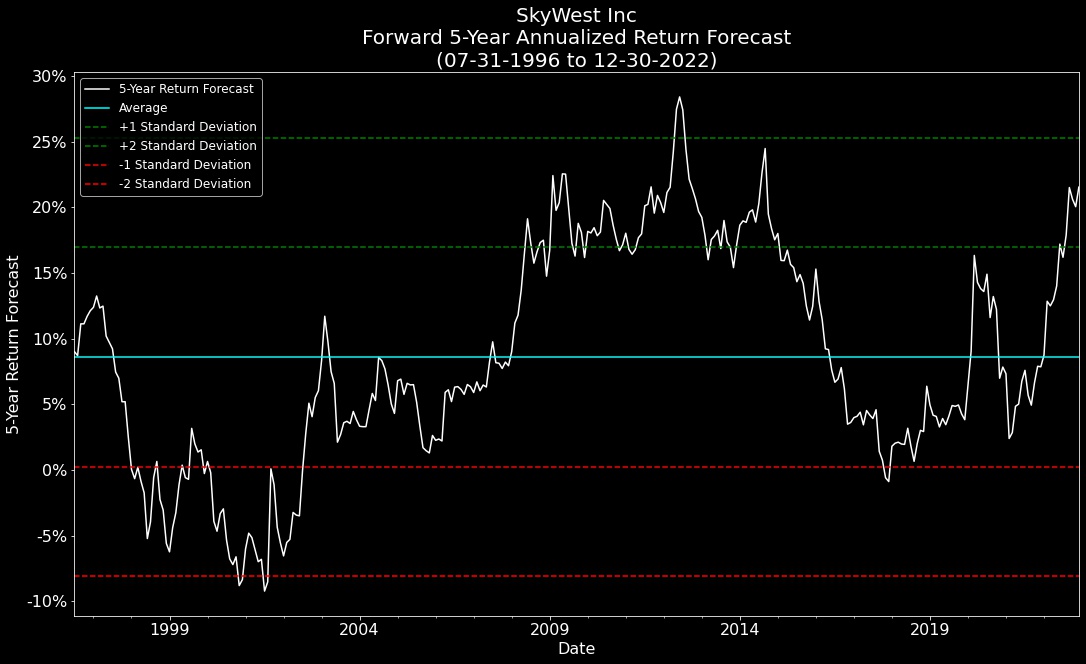 SkyWest Inc
Forward 5-Year Annualized Return Forecast
(07-31-1996 to 12-30-2022)
5-Year Return Forecast
Average
+1 Standard Deviation
+2 Standard Deviation
-1 Standard Deviation
-2 Standard Deviation
30%
25%
20%
15%
10%
5%
0%
-5%
-10%
5-Year Return Forecast
1999 2004 2009 2014 2019
Date